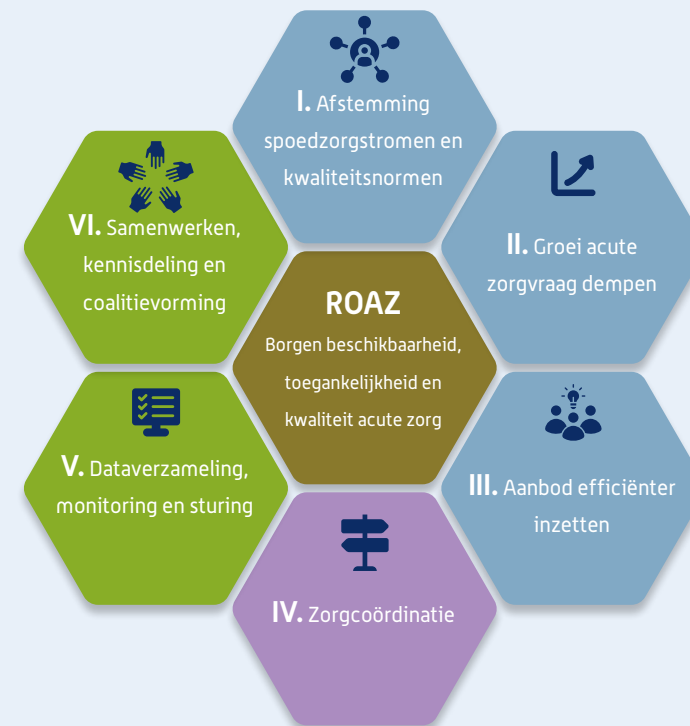 I. Afstemming
spoedzorgstromen en
kwaliteitsnormen
II. Groei acute
zorgvraag dempen
III. Aanbod efficiënter
inzetten
IV. Zorgcoördinatie
V. Dataverzameling,
monitoring en sturing
VI. Samenwerken,
kennisdeling en
coalitievorming
ROAZ
Borgen beschikbaarheid,
toegankelijkheid en
kwaliteit acute zorg